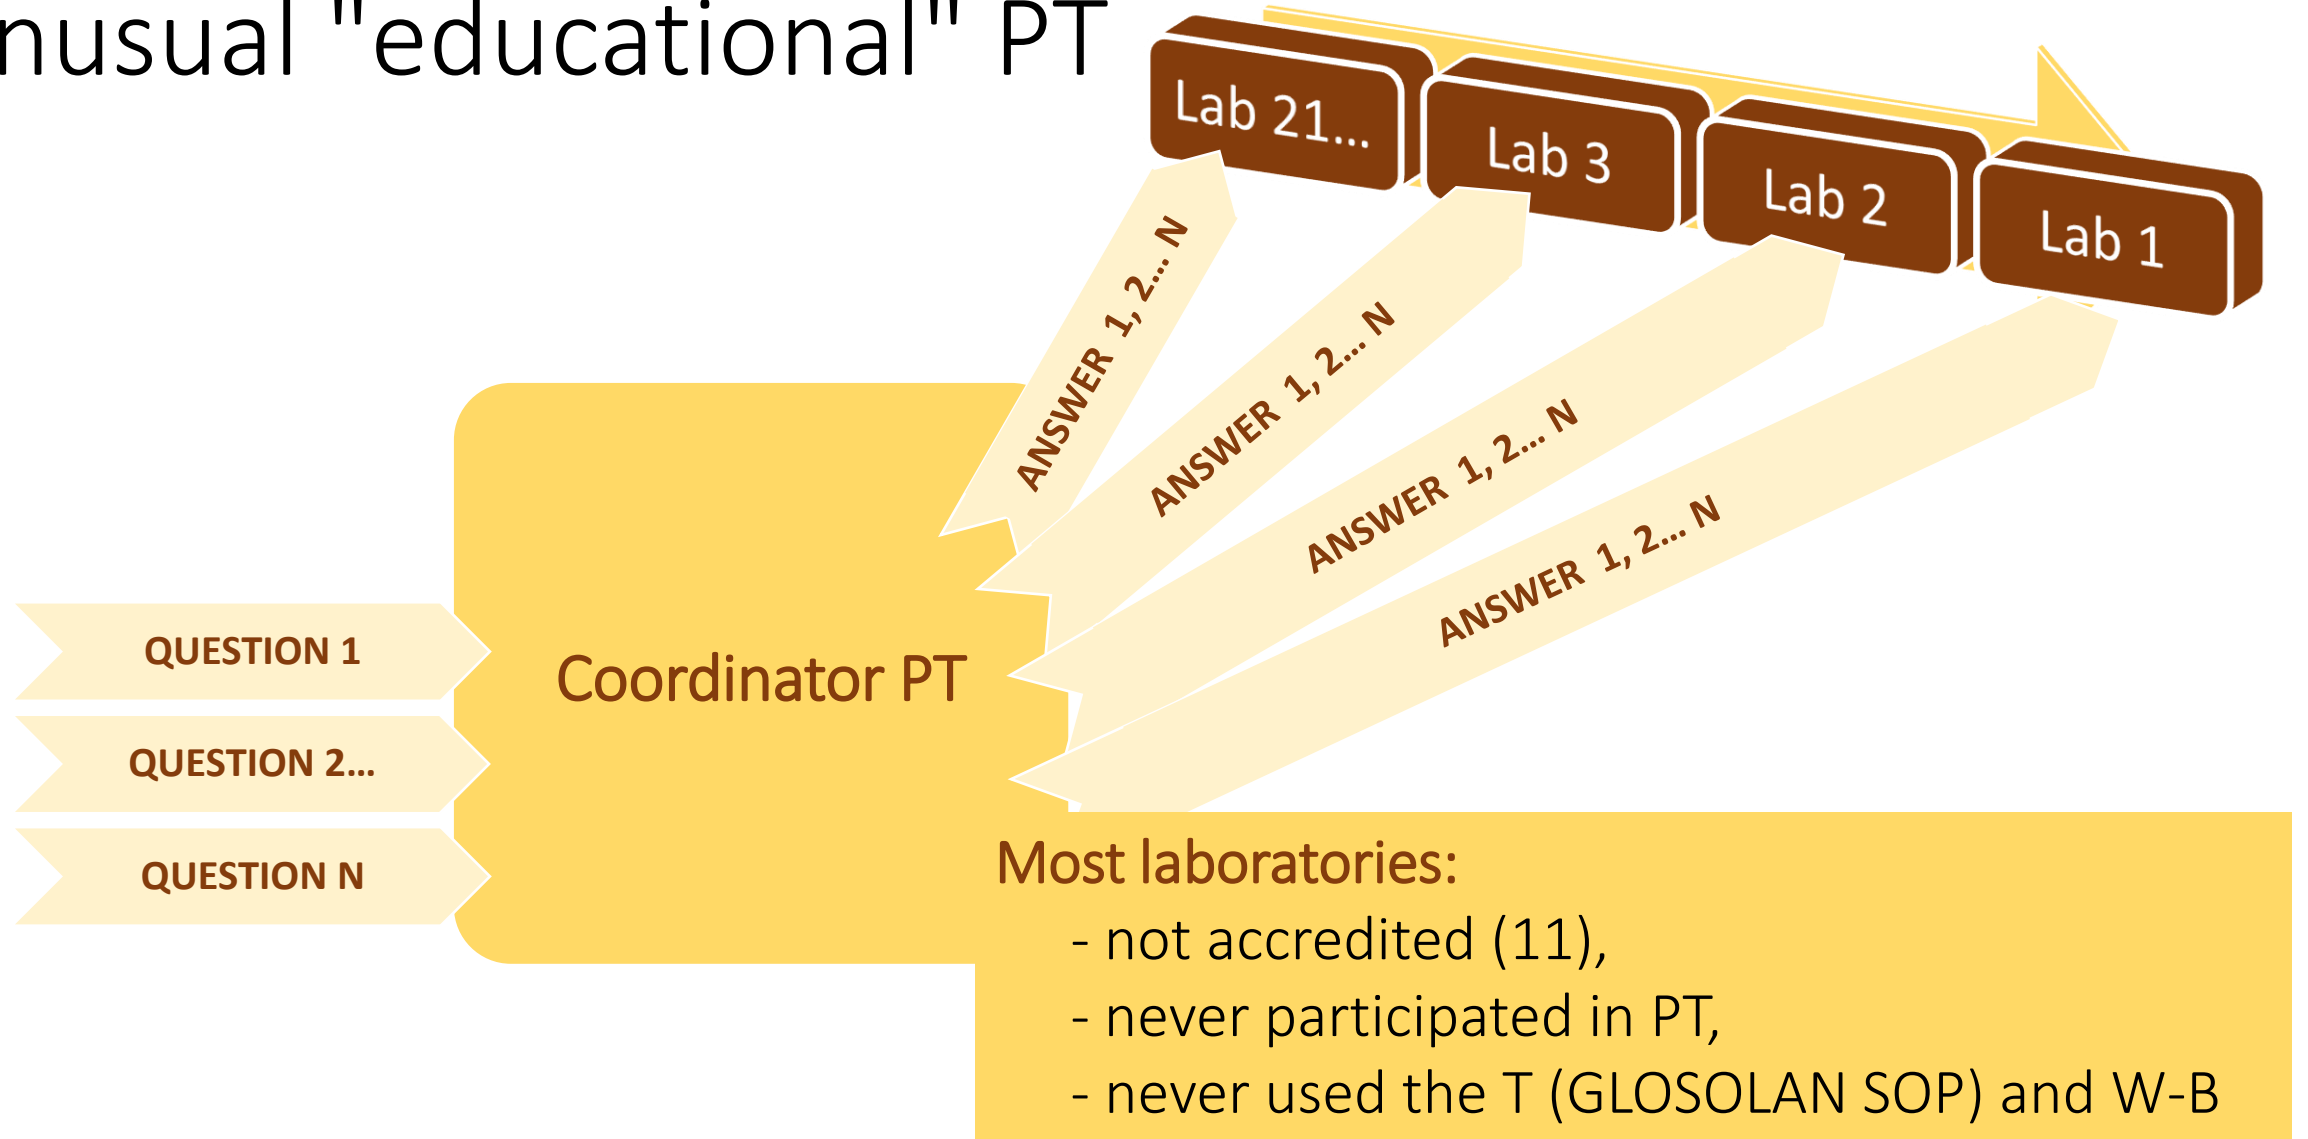 nusual "educational" PT
Lab 21...
Lab 3
Lab 2
Lab 1
ANSWER 1, 2... N
ANSWER 1, 2... N
ANSWER 1, 2... N
ANSWER 1, 2... N
QUESTION 1
QUESTION 2...
QUESTION N
Coordinator PT
Most laboratories:
- not accredited (11),
- never participated in PT,
- never used the T (GLOSOLAN SOP) and W-B